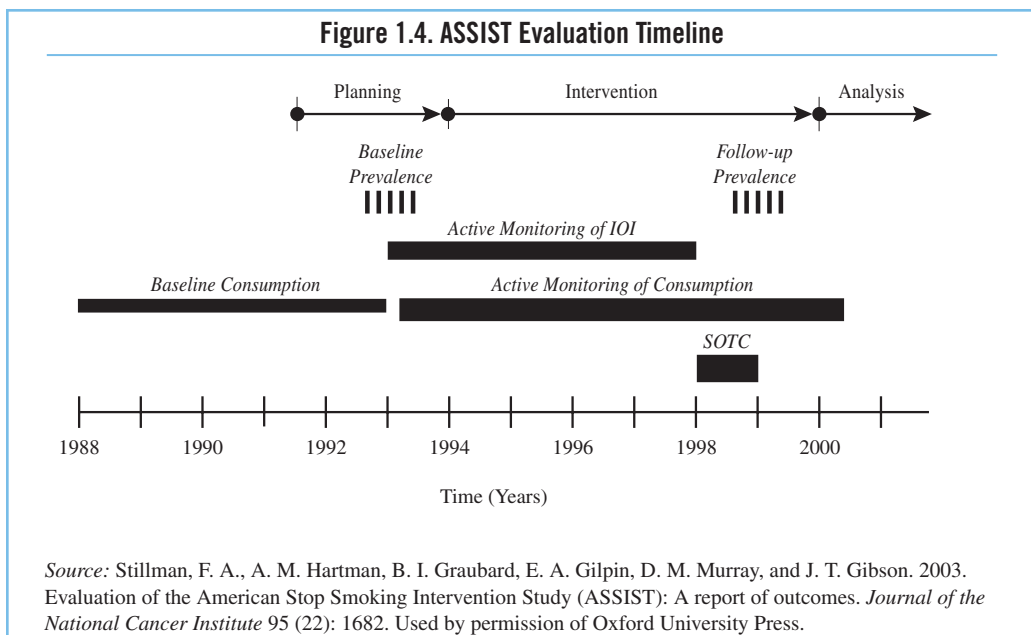 Figure 1.4. ASSIST Evaluation Timeline
Planning Intervention Analysis
Baseline
Prevalence
Follow-up
Prevalence
Active Monitoring of IOI
Baseline Consumption Active Monitoring of Consumption
SOTC
1988 1990 1992 1994 1996 1998 2000
Time (Years)
Source: Stillman, F. A., A. M. Hartman, B. I. Graubard, E. A. Gilpin, D. M. Murray, and J. T. Gibson. 2003.
Evaluation of the American Stop Smoking Intervention Study (ASSIST): A report of outcomes. Journal of the
National Cancer Institute 95 (22): 1682. Used by permission of Oxford University Press.